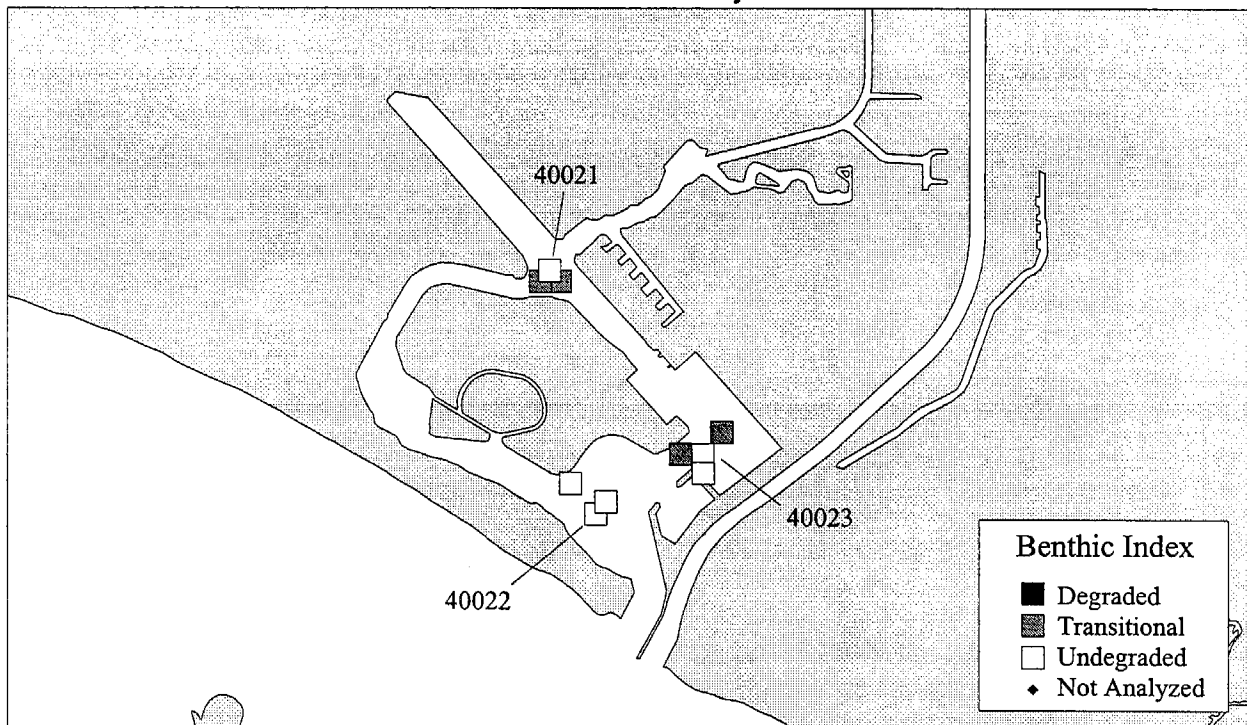 40021
40023
40022
Benthic Index
Degraded
Transitional
Undegraded
Not Analyzed